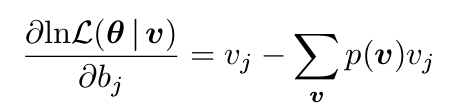 ∂ln𝓛(𝜽 | 𝒗) / ∂b_j = v_j − ∑_𝒗 p(𝒗)v_j